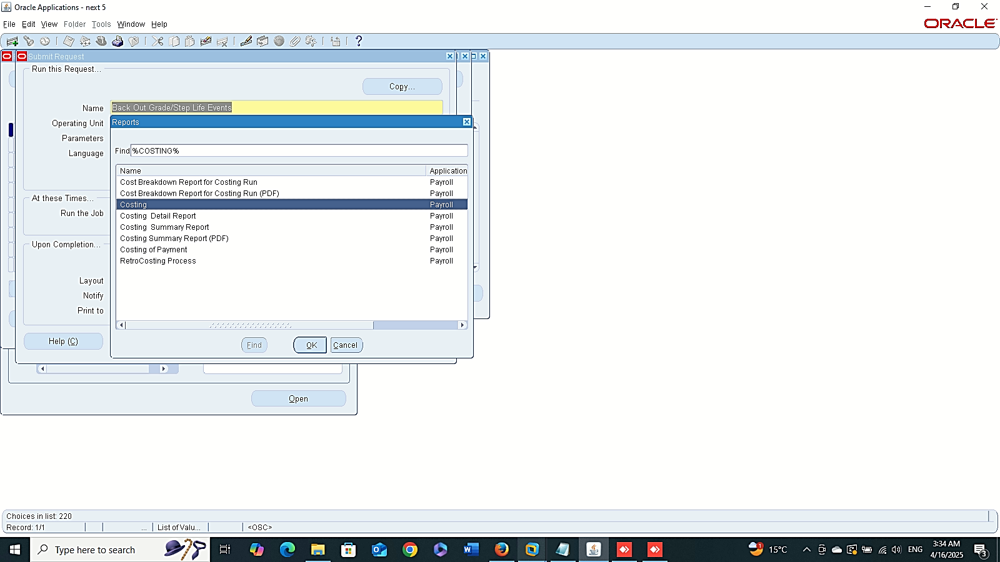 Oracle Applications - next 5
File Edit View Folder Tools Window Help
ORACLE
Submit Request
Run this Request...
Copy...
Name Back Out Grade/Step Life Events
Operating Unit
Parameters
Language
Reports
Find %COSTING%
Name Application
Cost Breakdown Report for Costing Run Payroll
Cost Breakdown Report for Costing Run (PDF) Payroll
Costing Payroll
Costing  Detail Report Payroll
Costing  Summary Report Payroll
Costing Summary Report (PDF) Payroll
Costing of Payment Payroll
RetroCosting Process Payroll
At these Times...
Run the Job
Upon Completion...
Layout
Notify
Print to
Find OK Cancel
Help (C)
Open
Choices in list: 220
Record: 1/1 ... List of Valu... <OSC>
Type here to search
15°C
ENG
3:34 AM
4/16/2025
3